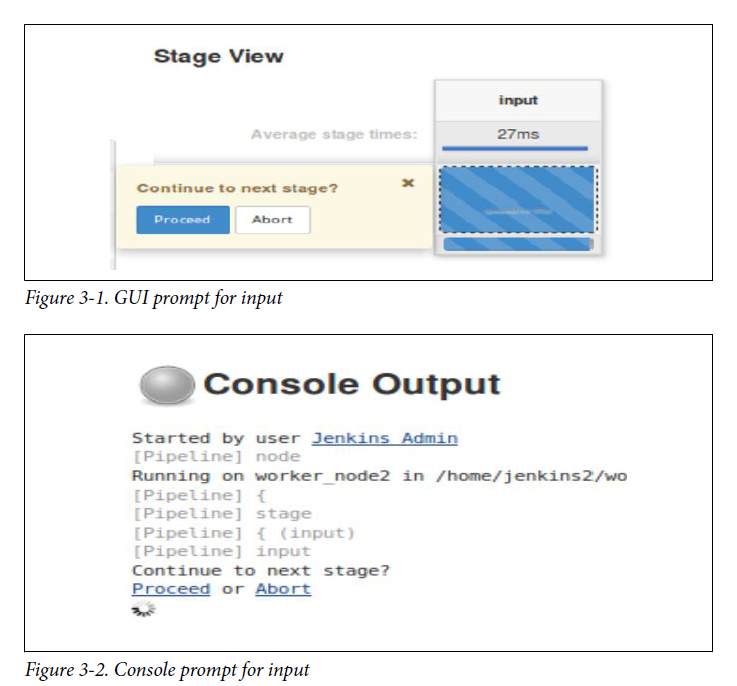 Stage View
input
Average stage times:
27ms
Continue to next stage?
Proceed
Abort
Figure 3-1. GUI prompt for input
Console Output
Started by user Jenkins Admin
[Pipeline] node
Running on worker_node2 in /home/jenkins2/wo
[Pipeline] {
[Pipeline] stage
[Pipeline] { (input)
[Pipeline] input
Continue to next stage?
Proceed or Abort
Figure 3-2. Console prompt for input